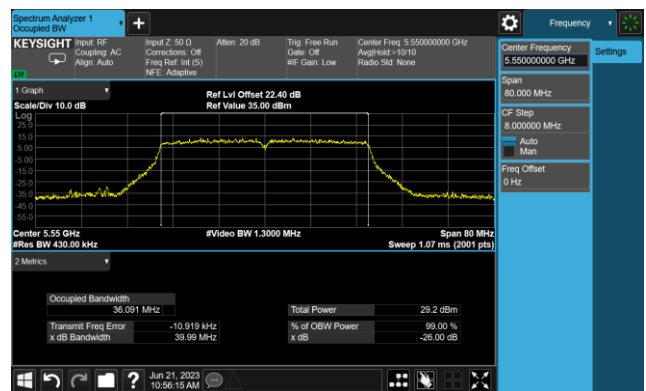 Spectrum Analyzer 1
Occupied BW
+
Frequency
KEYSIGHT
Input: RF
Coupling: AC
Align: Auto
Input Z: 50 Ω
Corrections: Off
Freq Ref: Int (S)
NFE: Adaptive
Atten: 20 dB
Trig: Free Run
Gate: Off
#IF Gain: Low
Center Freq: 5.550000000 GHz
Avg|Hold:>10/10
Radio Std: None
LXI
Center Frequency
5.550000000 GHz
Settings
Span
80.000 MHz
CF Step
8.000000 MHz
Auto
Man
Freq Offset
0 Hz
1 Graph
Scale/Div 10.0 dB
Ref Lvl Offset 22.40 dB
Ref Value 35.00 dBm
Log
25.0
15.0
5.00
-5.00
-15.0
-25.0
-35.0
-45.0
-55.0
Center 5.55 GHz
#Res BW 430.00 kHz
#Video BW 1.3000 MHz
Span 80 MHz
Sweep 1.07 ms (2001 pts)
2 Metrics
Occupied Bandwidth
36.091 MHz
Total Power 29.2 dBm
Transmit Freq Error -10.919 kHz
% of OBW Power 99.00 %
x dB Bandwidth 39.99 MHz
x dB -26.00 dB
?
Jun 21, 2023
10:56:15 AM